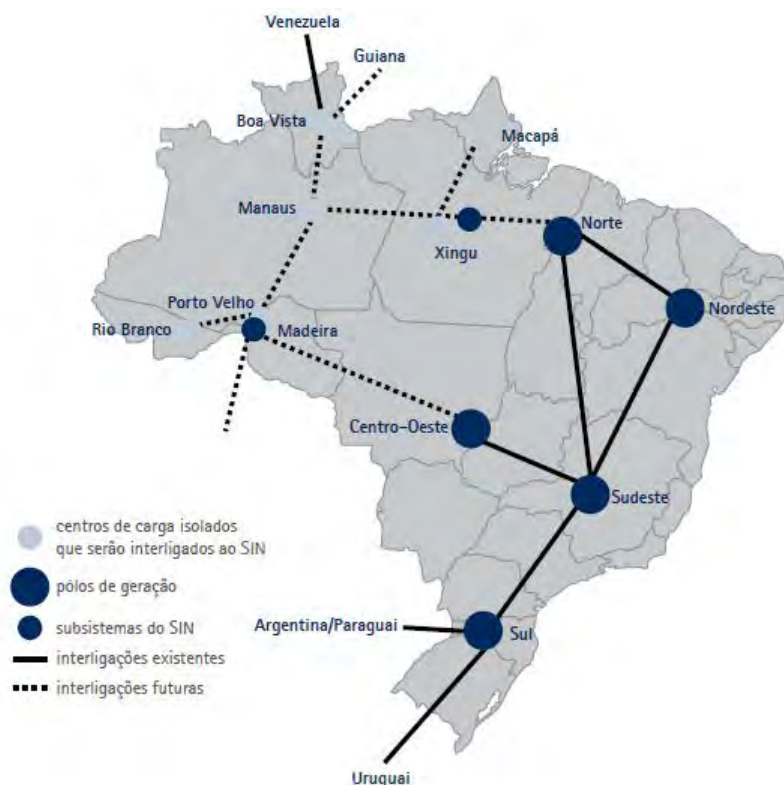 Venezuela
Guiana
Boa Vista
Macapá
Manaus
Norte
Xingu
Porto Velho
Nordeste
Rio Branco
Madeira
Centro-Oeste
Sudeste
centros de carga isolados
que serão interligados ao SIN
pólos de geração
subsistemas do SIN
Argentina/Paraguai
Sul
interligações existentes
interligações futuras
Uruguai